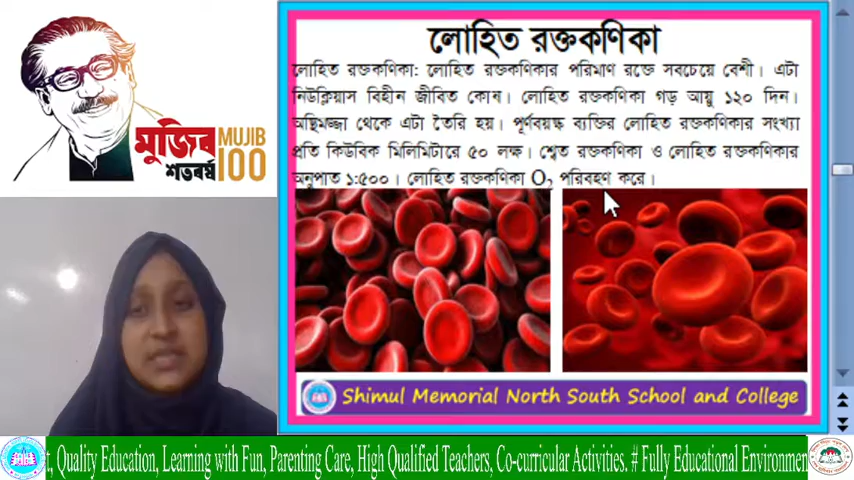 লোহিত রক্তকণিকা
লোহিত রক্তকণিকা: লোহিত রক্তকণিকার পরিমাণ রক্তে সবচেয়ে বেশী। এটা
নিউক্লিয়াস বিহীন জীবিত কোষ। লোহিত রক্তকণিকা গড় আয়ু ১২০ দিন।
অস্থিমজ্জা থেকে এটা তৈরি হয়। পূর্ণবয়স্ক ব্যক্তির লোহিত রক্তকণিকার সংখ্যা
প্রতি কিউবিক মিলিমিটারে ৫০ লক্ষ। শ্বেত রক্তকণিকা ও লোহিত রক্তকণিকার
অনুপাত ১:৫০০। লোহিত রক্তকণিকা O₂ পরিবহণ করে।
মুজিব
শতবর্ষ
MUJIB
100
Shimul Memorial North South School and College
t, Quality Education, Learning with Fun, Parenting Care, High Qualified Teachers, Co-curricular Activities. # Fully Educational Environmen